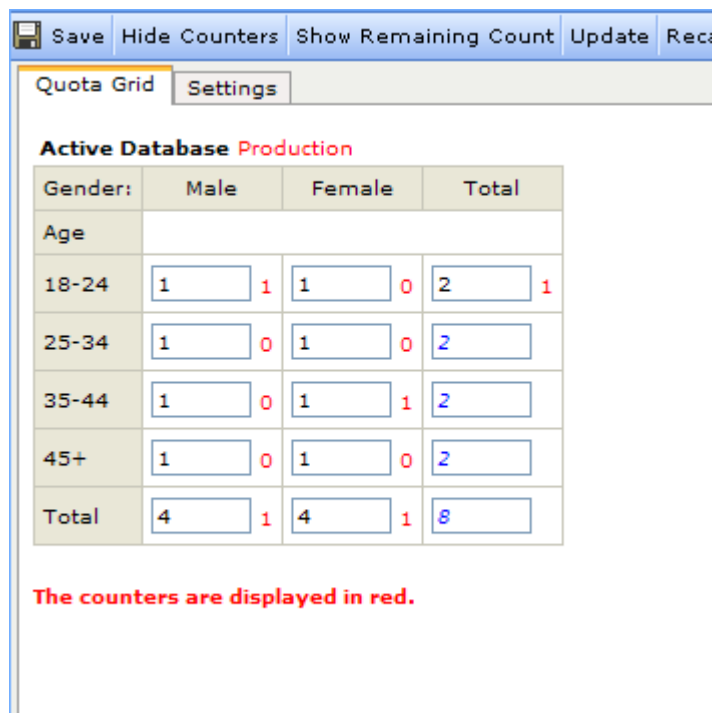 Save Hide Counters Show Remaining Count Update
Quota Grid Settings
Active Database Production
Gender: Male Female Total
Age
18-24 1 1 1 0 2 1
25-34 1 0 1 0 2
35-44 1 0 1 1 2
45+ 1 0 1 0 2
Total 4 1 4 1 8
The counters are displayed in red.